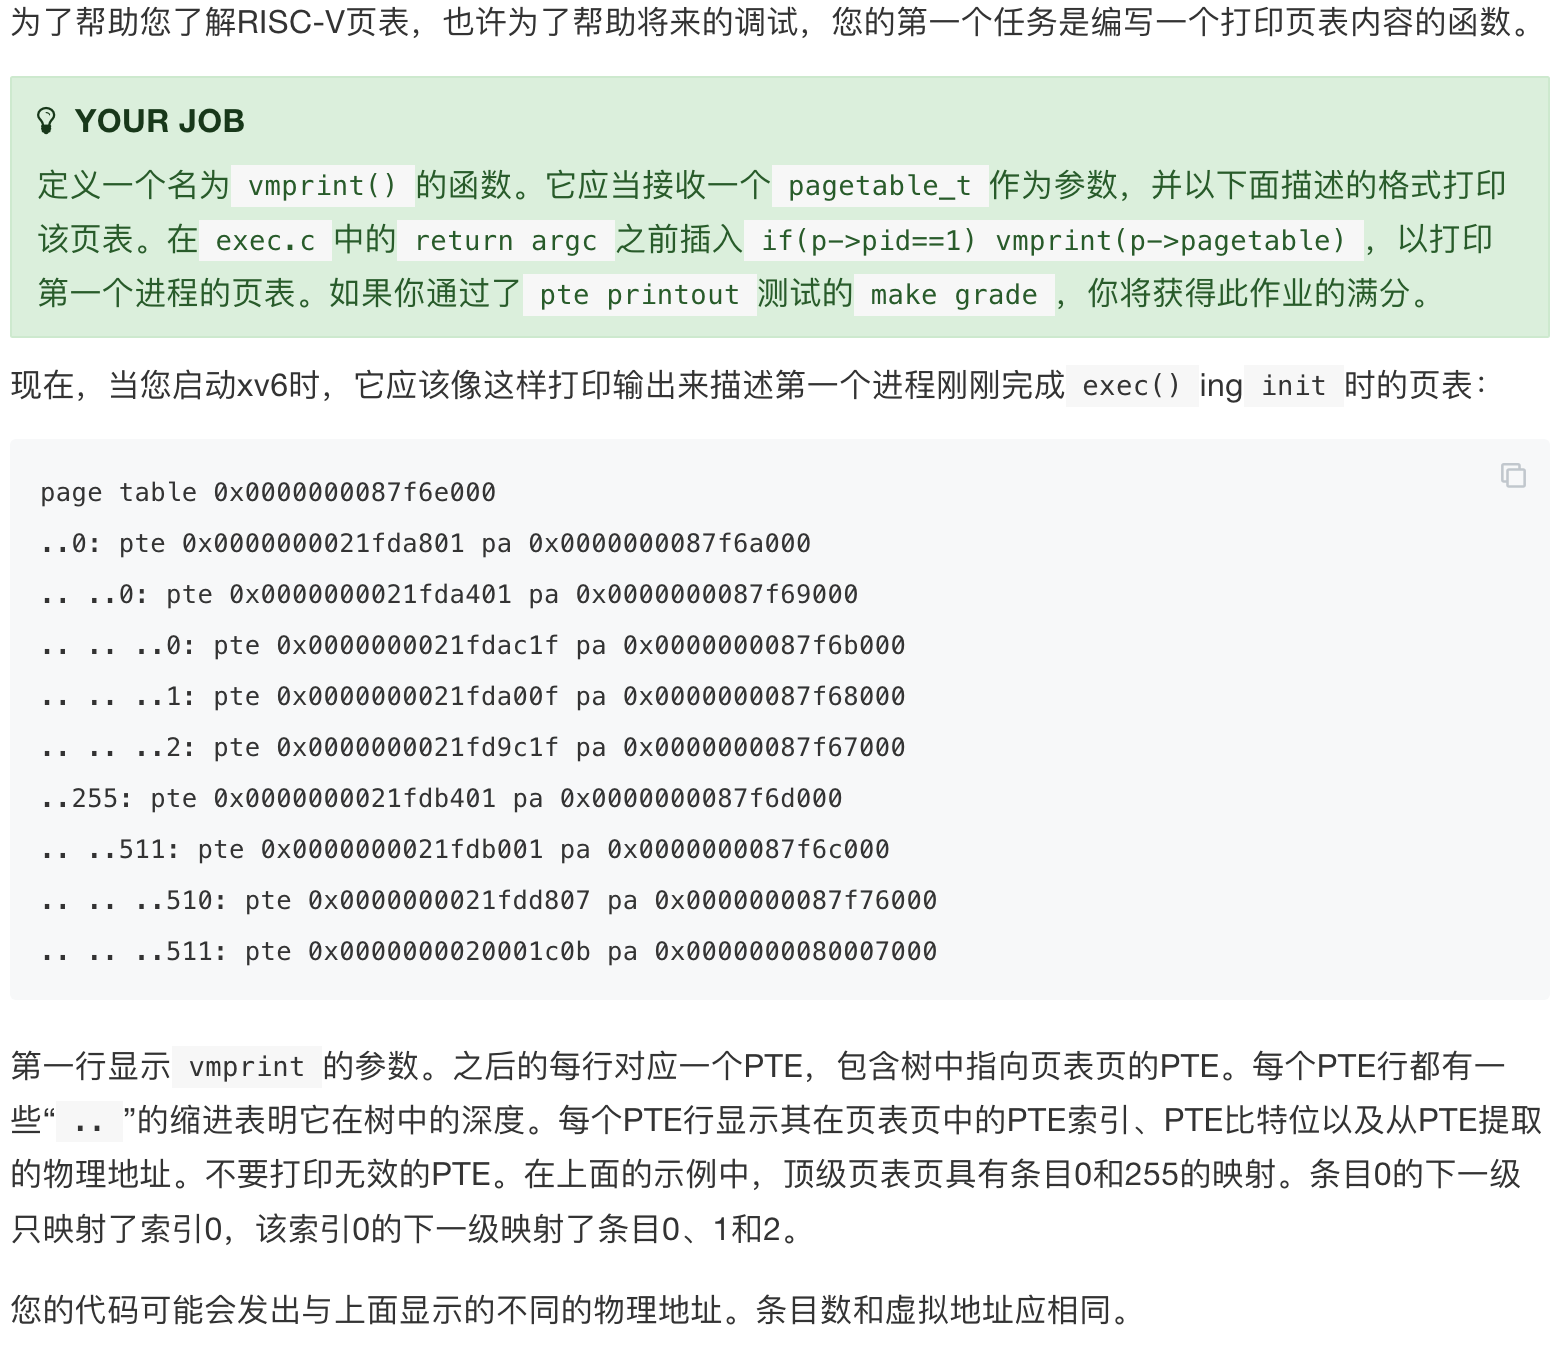 为了帮助您了解RISC-V页表，也许为了帮助将来的调试，您的第一个任务是编写一个打印页表内容的函数。
YOUR JOB
定义一个名为 vmprint() 的函数。它应当接收一个 pagetable_t 作为参数，并以下面描述的格式打印
该页表。在 exec.c 中的 return argc 之前插入 if(p->pid==1) vmprint(p->pagetable) ，以打印
第一个进程的页表。如果你通过了 pte printout 测试的 make grade ，你将获得此作业的满分。
现在，当您启动xv6时，它应该像这样打印输出来描述第一个进程刚刚完成 exec() ing init 时的页表：
page table 0x0000000087f6e000
..0: pte 0x0000000021fda801 pa 0x0000000087f6a000
.. ..0: pte 0x0000000021fda401 pa 0x0000000087f69000
.. .. ..0: pte 0x0000000021fdac1f pa 0x0000000087f6b000
.. .. ..1: pte 0x0000000021fda00f pa 0x0000000087f68000
.. .. ..2: pte 0x0000000021fd9c1f pa 0x0000000087f67000
..255: pte 0x0000000021fdb401 pa 0x0000000087f6d000
.. ..511: pte 0x0000000021fdb001 pa 0x0000000087f6c000
.. .. ..510: pte 0x0000000021fdd807 pa 0x0000000087f76000
.. .. ..511: pte 0x0000000020001c0b pa 0x0000000080007000
第一行显示 vmprint 的参数。之后的每行对应一个PTE，包含树中指向页表页的PTE。每个PTE行都有一
些“ .. ”的缩进表明它在树中的深度。每个PTE行显示其在页表页中的PTE索引、PTE比特位以及从PTE提取
的物理地址。不要打印无效的PTE。在上面的示例中，顶级页表页具有条目0和255的映射。条目0的下一级
只映射了索引0，该索引0的下一级映射了条目0、1和2。
您的代码可能会发出与上面显示的不同的物理地址。条目数和虚拟地址应相同。